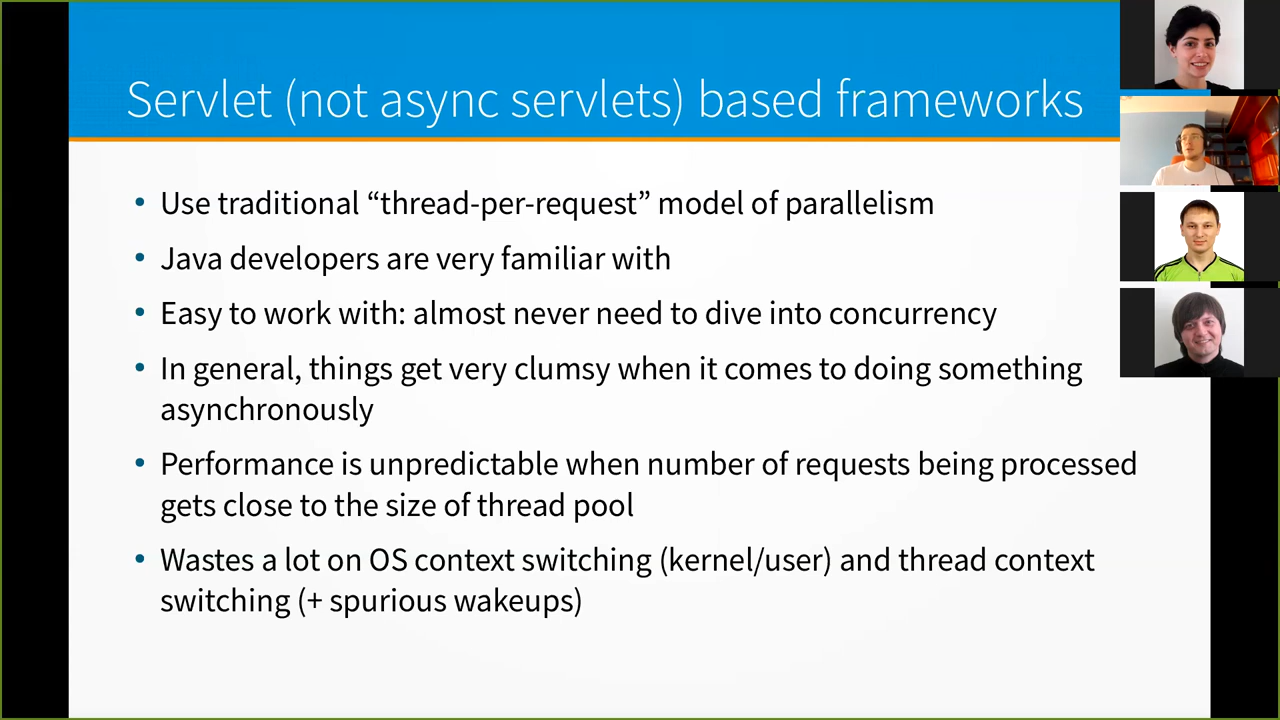 Servlet (not async servlets) based frameworks
• Use traditional “thread-per-request” model of parallelism
• Java developers are very familiar with
• Easy to work with: almost never need to dive into concurrency
• In general, things get very clumsy when it comes to doing something
asynchronously
• Performance is unpredictable when number of requests being processed
gets close to the size of thread pool
• Wastes a lot on OS context switching (kernel/user) and thread context
switching (+ spurious wakeups)